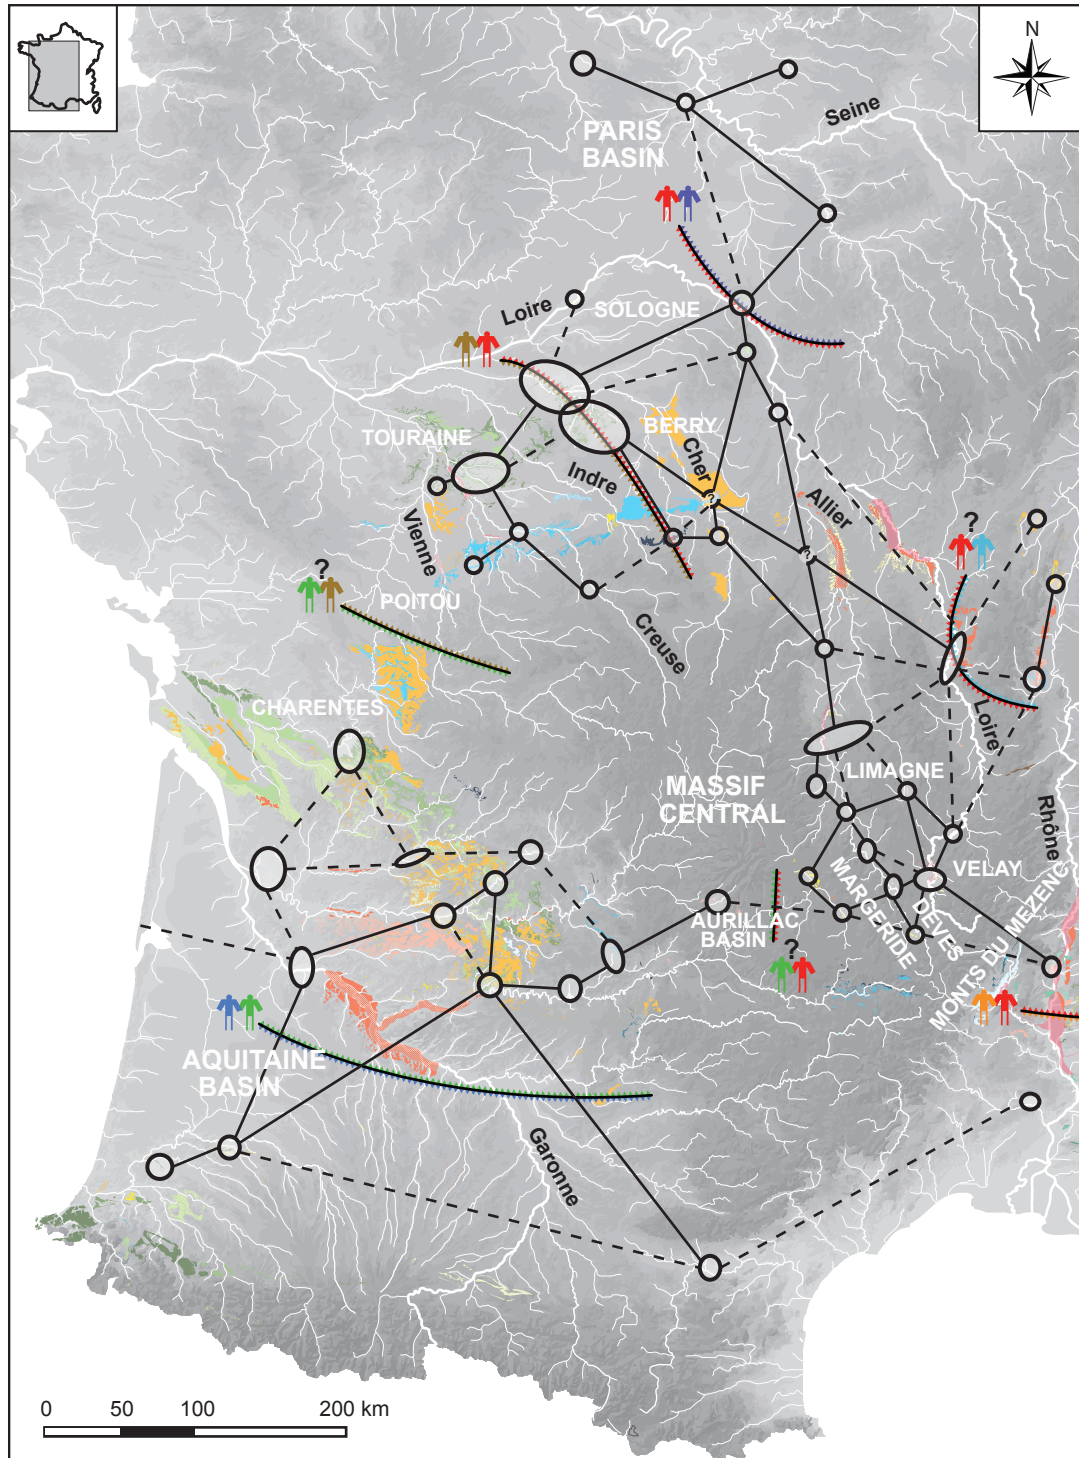 N
Seine
PARIS
BASIN
Loire
SOLOGNE
TOURAINE
BERRY
Cher
Indre
?
Vienne
Allier
?
?
?
POITOU
Creuse
CHARENTES
Loire
LIMAGNE
MASSIF
CENTRAL
Rhône
VELAY
MARGERIDE
DEVÈS
MONTS DU MEZENC
AURILLAC
BASIN
?
AQUITAINE
BASIN
Garonne
0 50 100 200 km